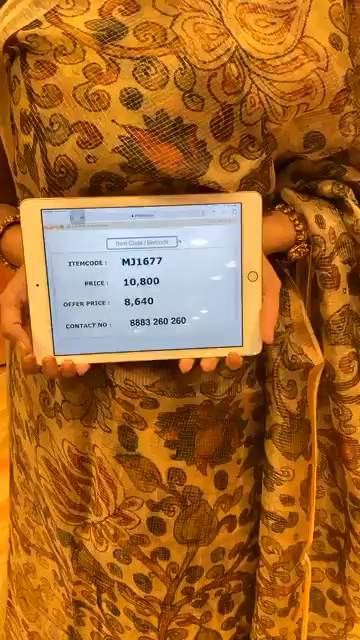 Item Code / Barcode
ITEMCODE : MJ1677
PRICE : 10,800
OFFER PRICE : 8,640
CONTACT NO : 8883 260 260